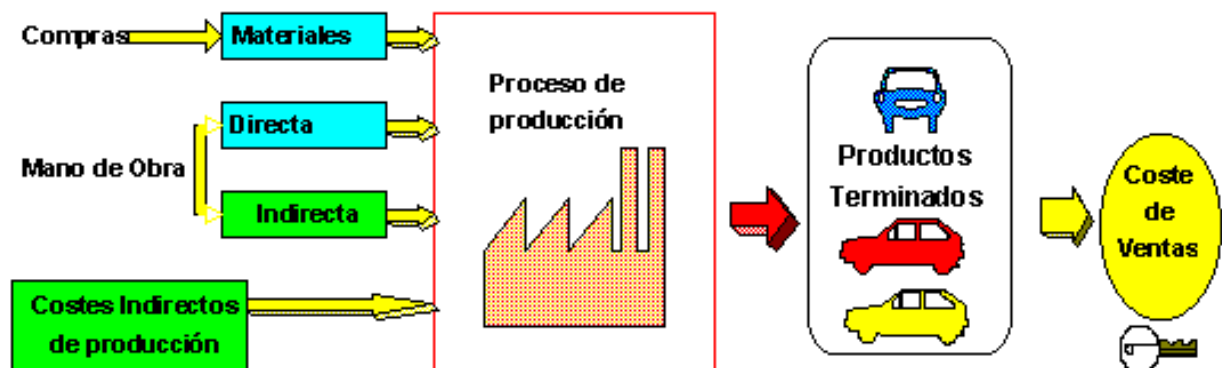 Compras
Materiales
Directa
Mano de Obra
Indirecta
Costes Indirectos
de producción
Proceso de
producción
Productos
Terminados
Coste
de
Ventas